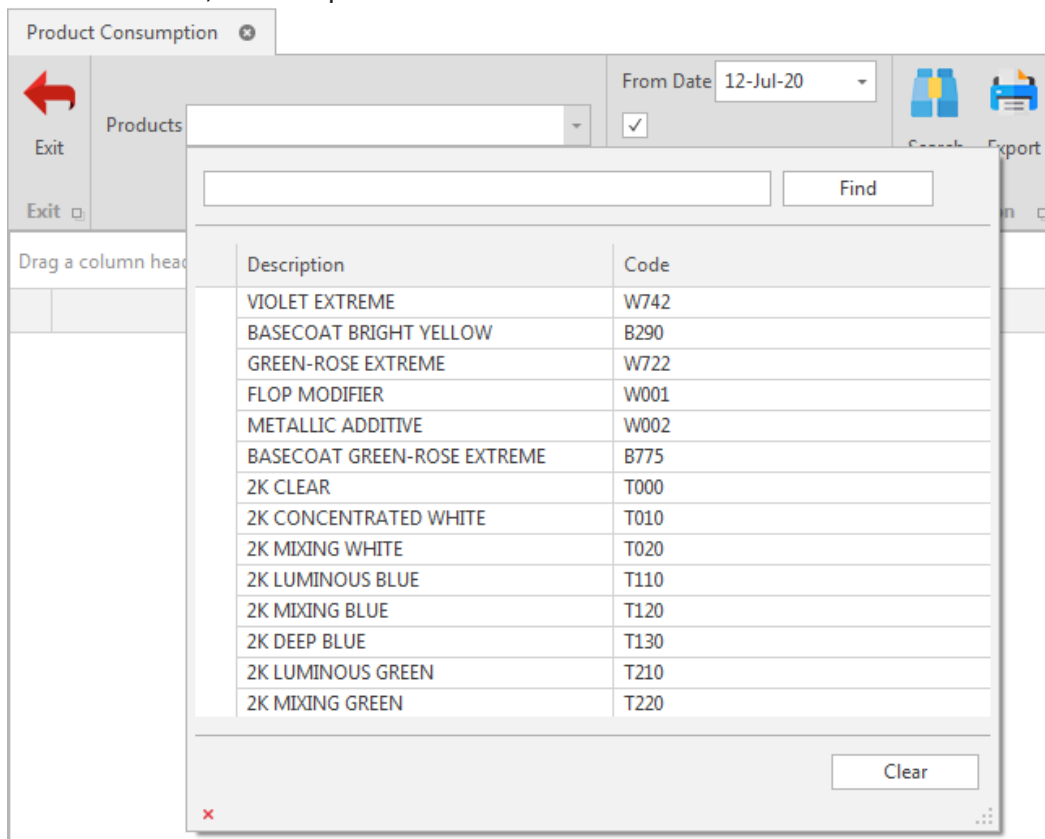 Product Consumption
From Date 12-Jul-20
Products
Exit
Export
Find
Exit
Drag a column
Description Code
VIOLET EXTREME W742
BASECOAT BRIGHT YELLOW B290
GREEN-ROSE EXTREME W722
FLOP MODIFIER W001
METALLIC ADDITIVE W002
BASECOAT GREEN-ROSE EXTREME B775
2K CLEAR T000
2K CONCENTRATED WHITE T010
2K MIXING WHITE T020
2K LUMINOUS BLUE T110
2K MIXING BLUE T120
2K DEEP BLUE T130
2K LUMINOUS GREEN T210
2K MIXING GREEN T220
Clear